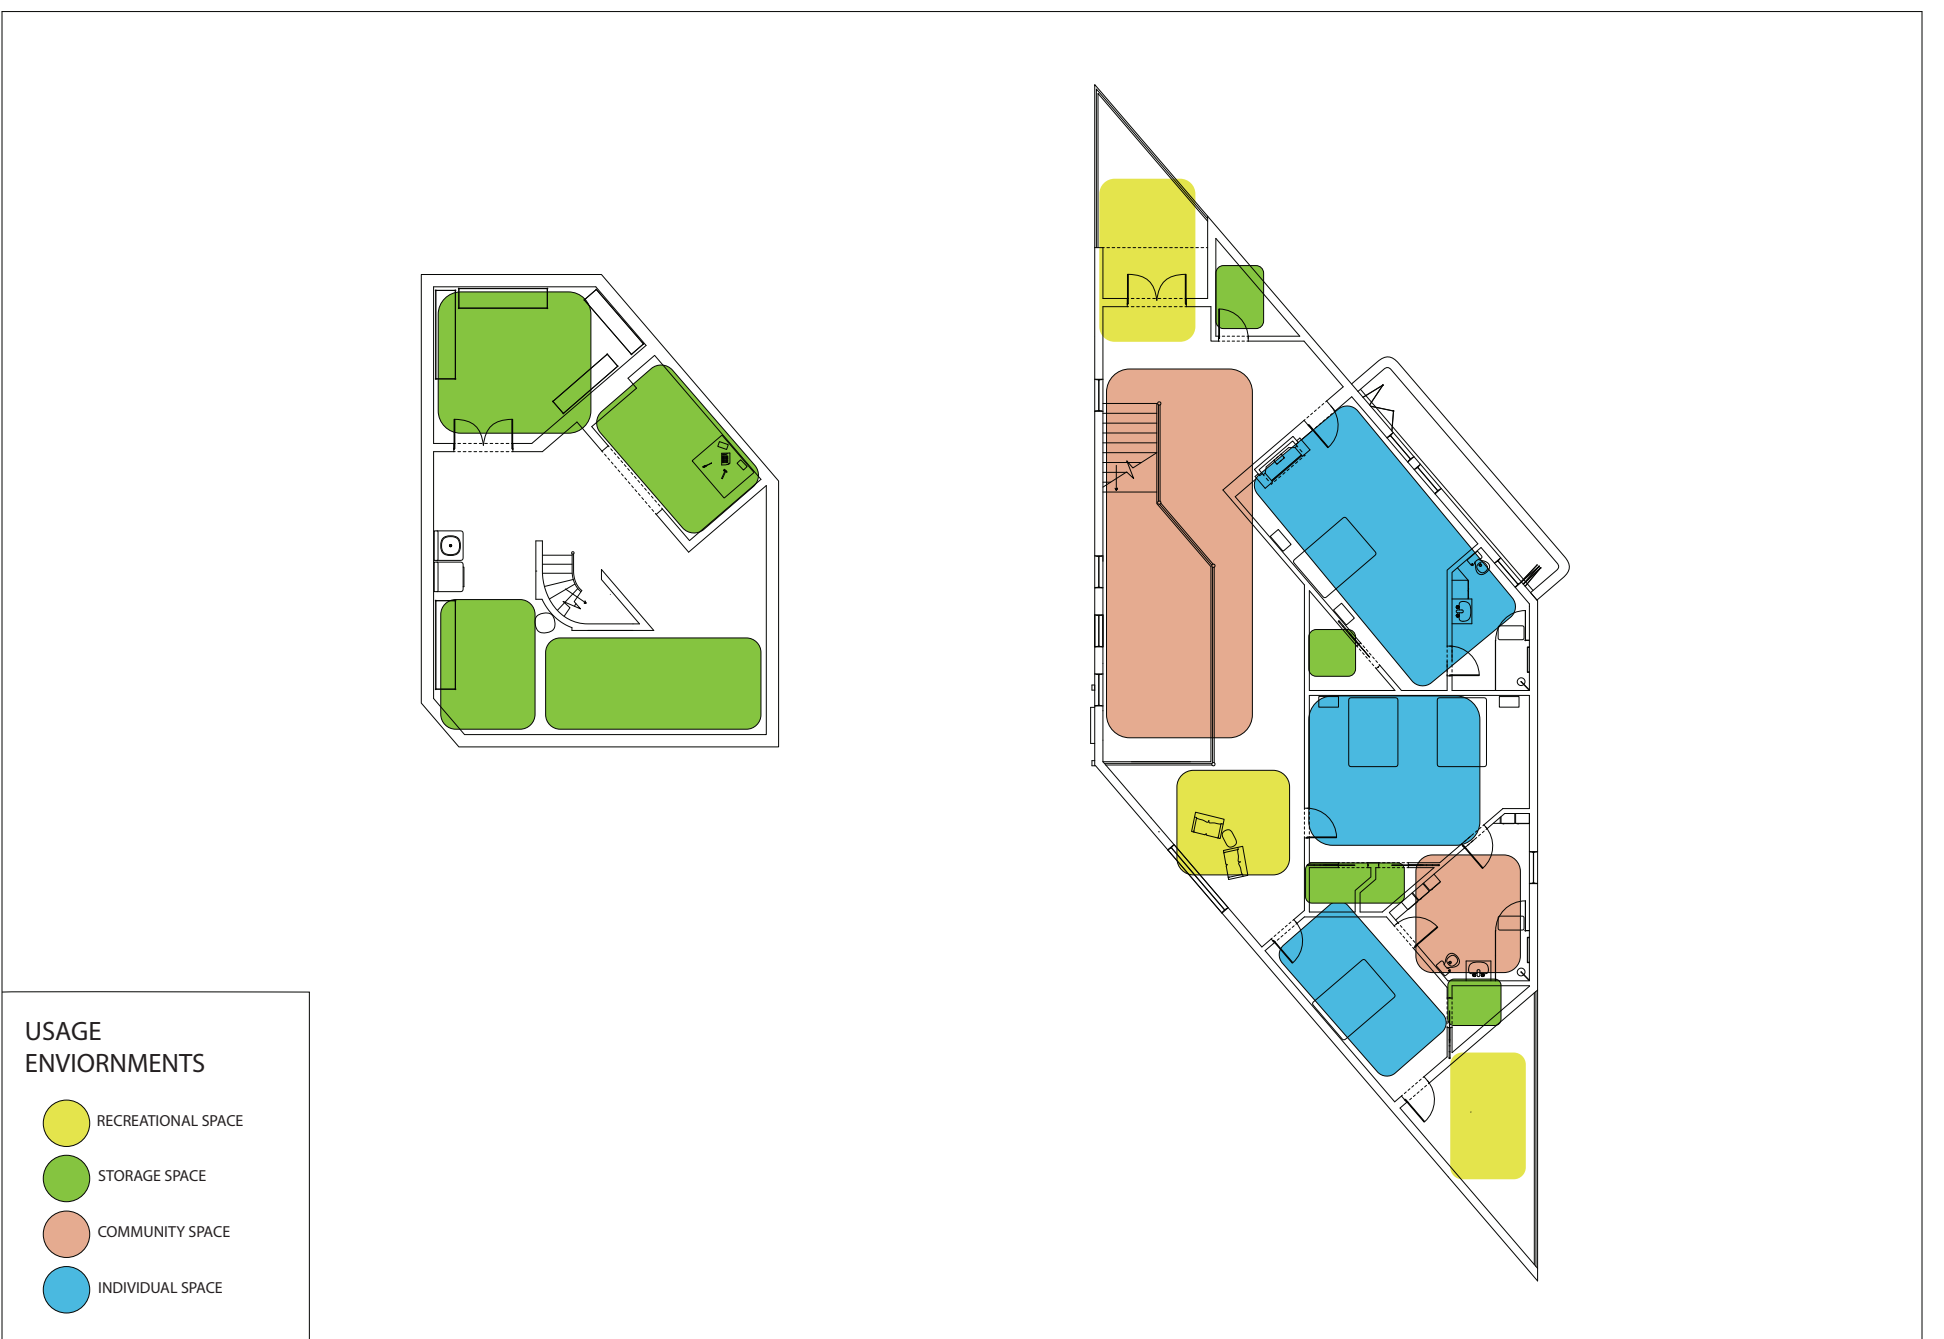 USAGE
ENVIORNMENTS
RECREATIONAL SPACE
STORAGE SPACE
COMMUNITY SPACE
INDIVIDUAL SPACE